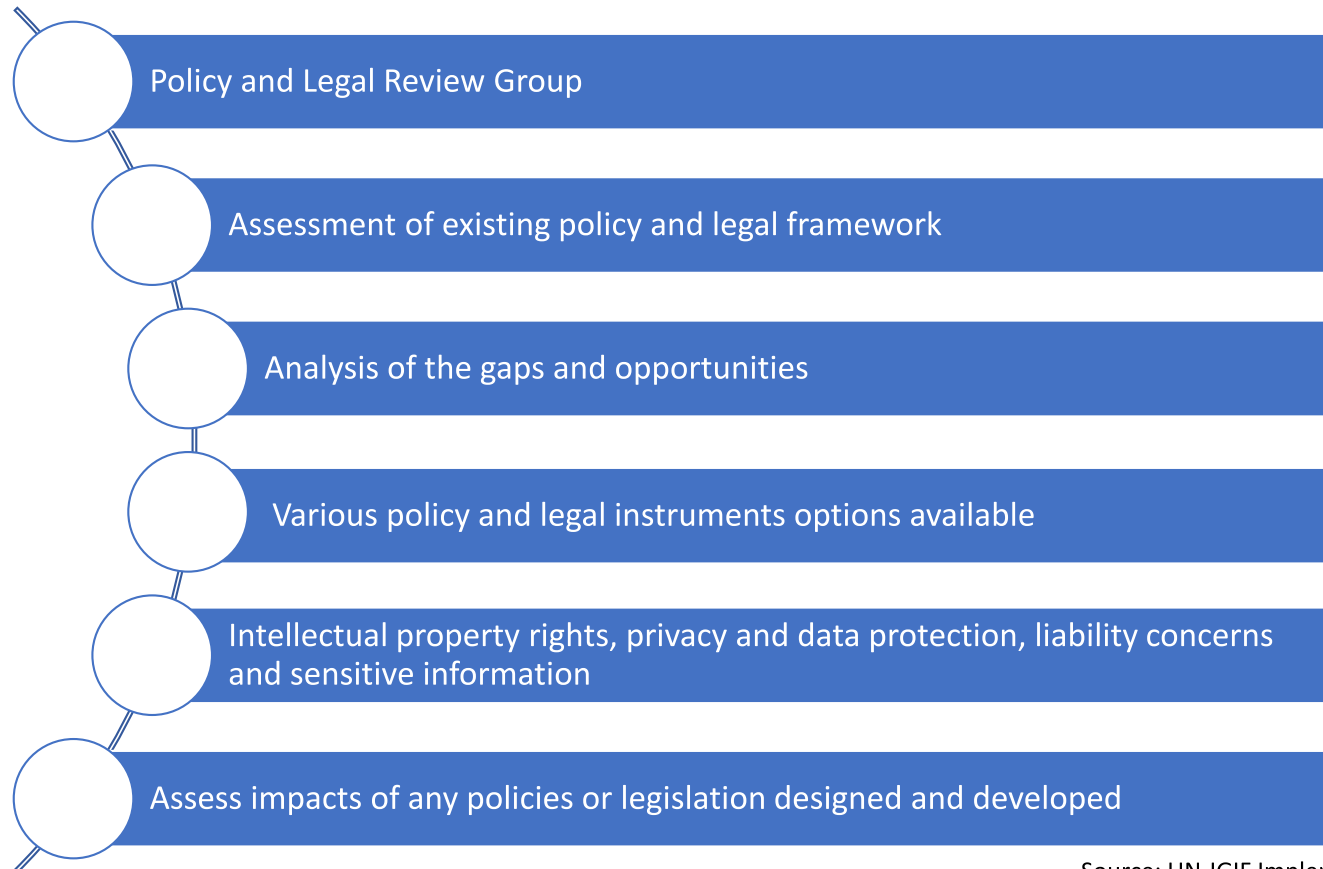 Policy and Legal Review Group
Assessment of existing policy and legal framework
Analysis of the gaps and opportunities
Various policy and legal instruments options available
Intellectual property rights, privacy and data protection, liability concerns
and sensitive information
Assess impacts of any policies or legislation designed and developed